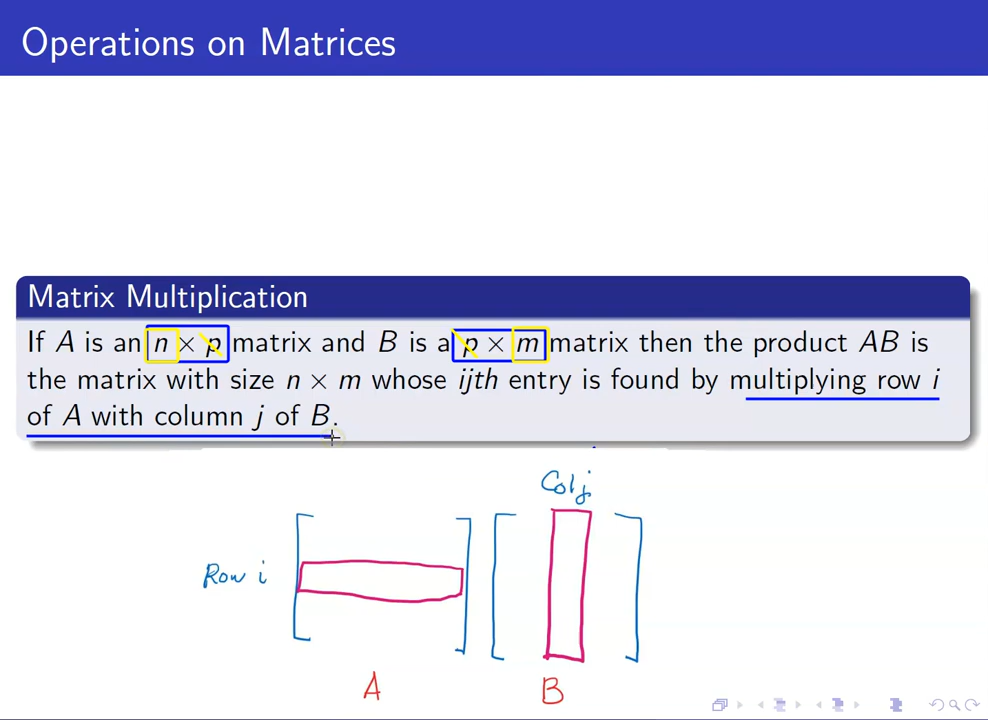 Operations on Matrices
Matrix Multiplication
If A is an n × p matrix and B is a p × m matrix then the product AB is
the matrix with size n × m whose ijth entry is found by multiplying row i
of A with column j of B.
Col j
Row i
A
B